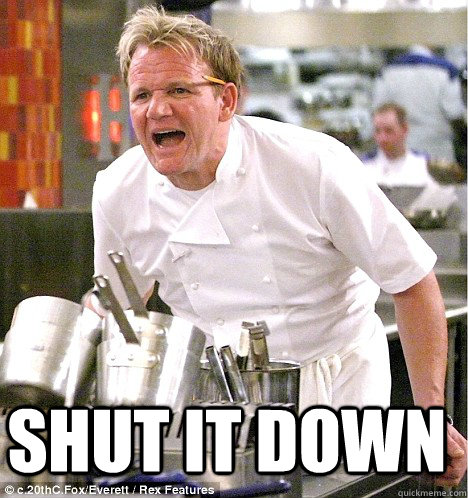 SHUT IT DOWN
© c.20thC.Fox/Everett / Rex Features
quickmeme.com